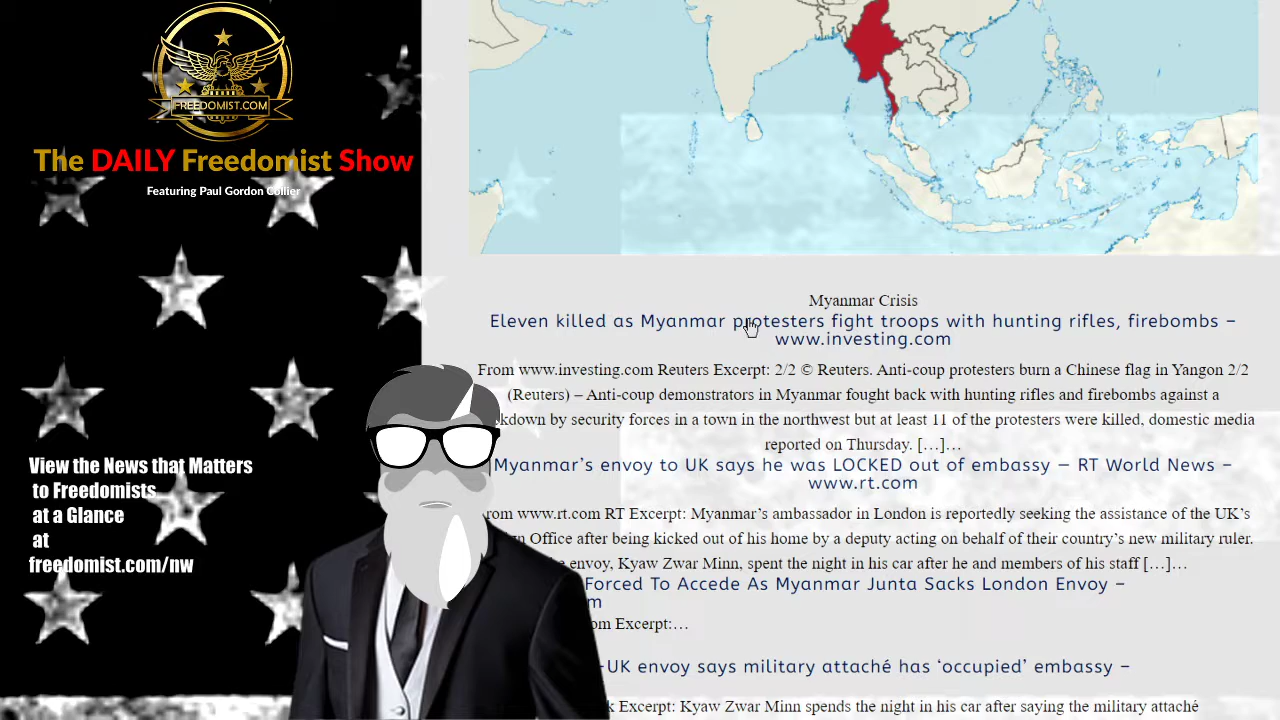 FREEDOMIST.COM
The DAILY Freedomist Show
Featuring Paul Gordon Collier
View the News that Matters
to Freedomists
at a Glance
at
freedomist.com/nw
Myanmar Crisis
Eleven killed as Myanmar protesters fight troops with hunting rifles, firebombs –
www.investing.com
From www.investing.com Reuters Excerpt: 2/2 © Reuters. Anti-coup protesters burn a Chinese flag in Yangon 2/2
(Reuters) – Anti-coup demonstrators in Myanmar fought back with hunting rifles and firebombs against a
kdown by security forces in a town in the northwest but at least 11 of the protesters were killed, domestic media
reported on Thursday. […]…
Myanmar’s envoy to UK says he was LOCKED out of embassy — RT World News –
www.rt.com
rom www.rt.com RT Excerpt: Myanmar’s ambassador in London is reportedly seeking the assistance of the UK’s
gn Office after being kicked out of his home by a deputy acting on behalf of their country’s new military ruler.
e envoy, Kyaw Zwar Minn, spent the night in his car after he and members of his staff […]…
Forced To Accede As Myanmar Junta Sacks London Envoy –
m
om Excerpt:…
-UK envoy says military attaché has ‘occupied’ embassy –
k Excerpt: Kyaw Zwar Minn spends the night in his car after saying the military attaché